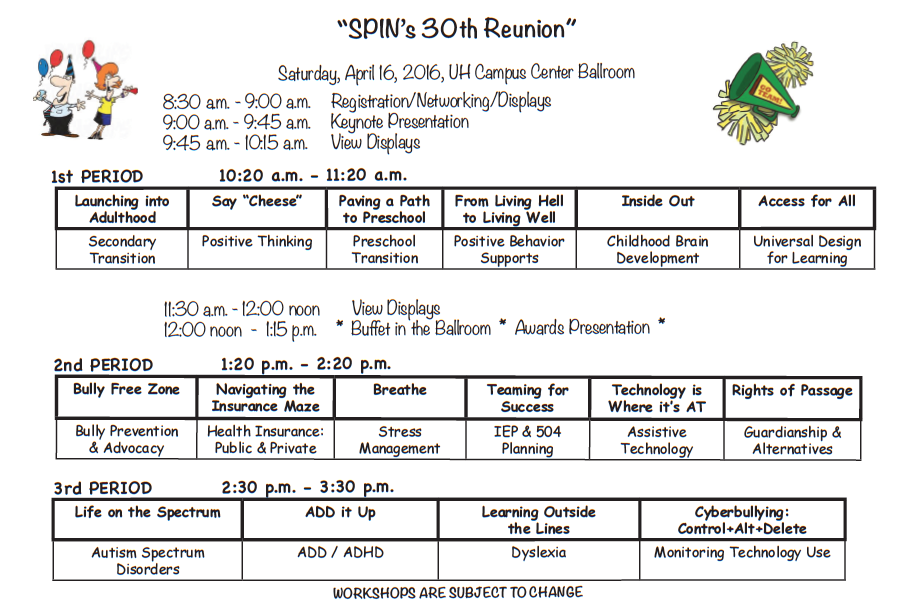 "SPIN's 30th Reunion"
Saturday, April 16, 2016, UH Campus Center Ballroom
8:30 a.m. - 9:00 a.m. Registration/Networking/Displays
9:00 a.m. - 9:45 a.m. Keynote Presentation
9:45 a.m. - 10:15 a.m. View Displays
GO
TEAM!
1st PERIOD 10:20 a.m. - 11:20 a.m.
Launching into
Adulthood
Say "Cheese"
Paving a Path
to Preschool
From Living Hell
to Living Well
Inside Out
Access for All
Secondary
Transition
Positive Thinking
Preschool
Transition
Positive Behavior
Supports
Childhood Brain
Development
Universal Design
for Learning
11:30 a.m. - 12:00 noon View Displays
12:00 noon - 1:15 p.m. * Buffet in the Ballroom * Awards Presentation *
2nd PERIOD 1:20 p.m. - 2:20 p.m.
Bully Free Zone
Navigating the
Insurance Maze
Breathe
Teaming for
Success
Technology is
Where it's AT
Rights of Passage
Bully Prevention
& Advocacy
Health Insurance:
Public & Private
Stress
Management
IEP & 504
Planning
Assistive
Technology
Guardianship &
Alternatives
3rd PERIOD 2:30 p.m. - 3:30 p.m.
Life on the Spectrum
ADD it Up
Learning Outside
the Lines
Cyberbullying:
Control+Alt+Delete
Autism Spectrum
Disorders
ADD / ADHD
Dyslexia
Monitoring Technology Use
WORKSHOPS ARE SUBJECT TO CHANGE